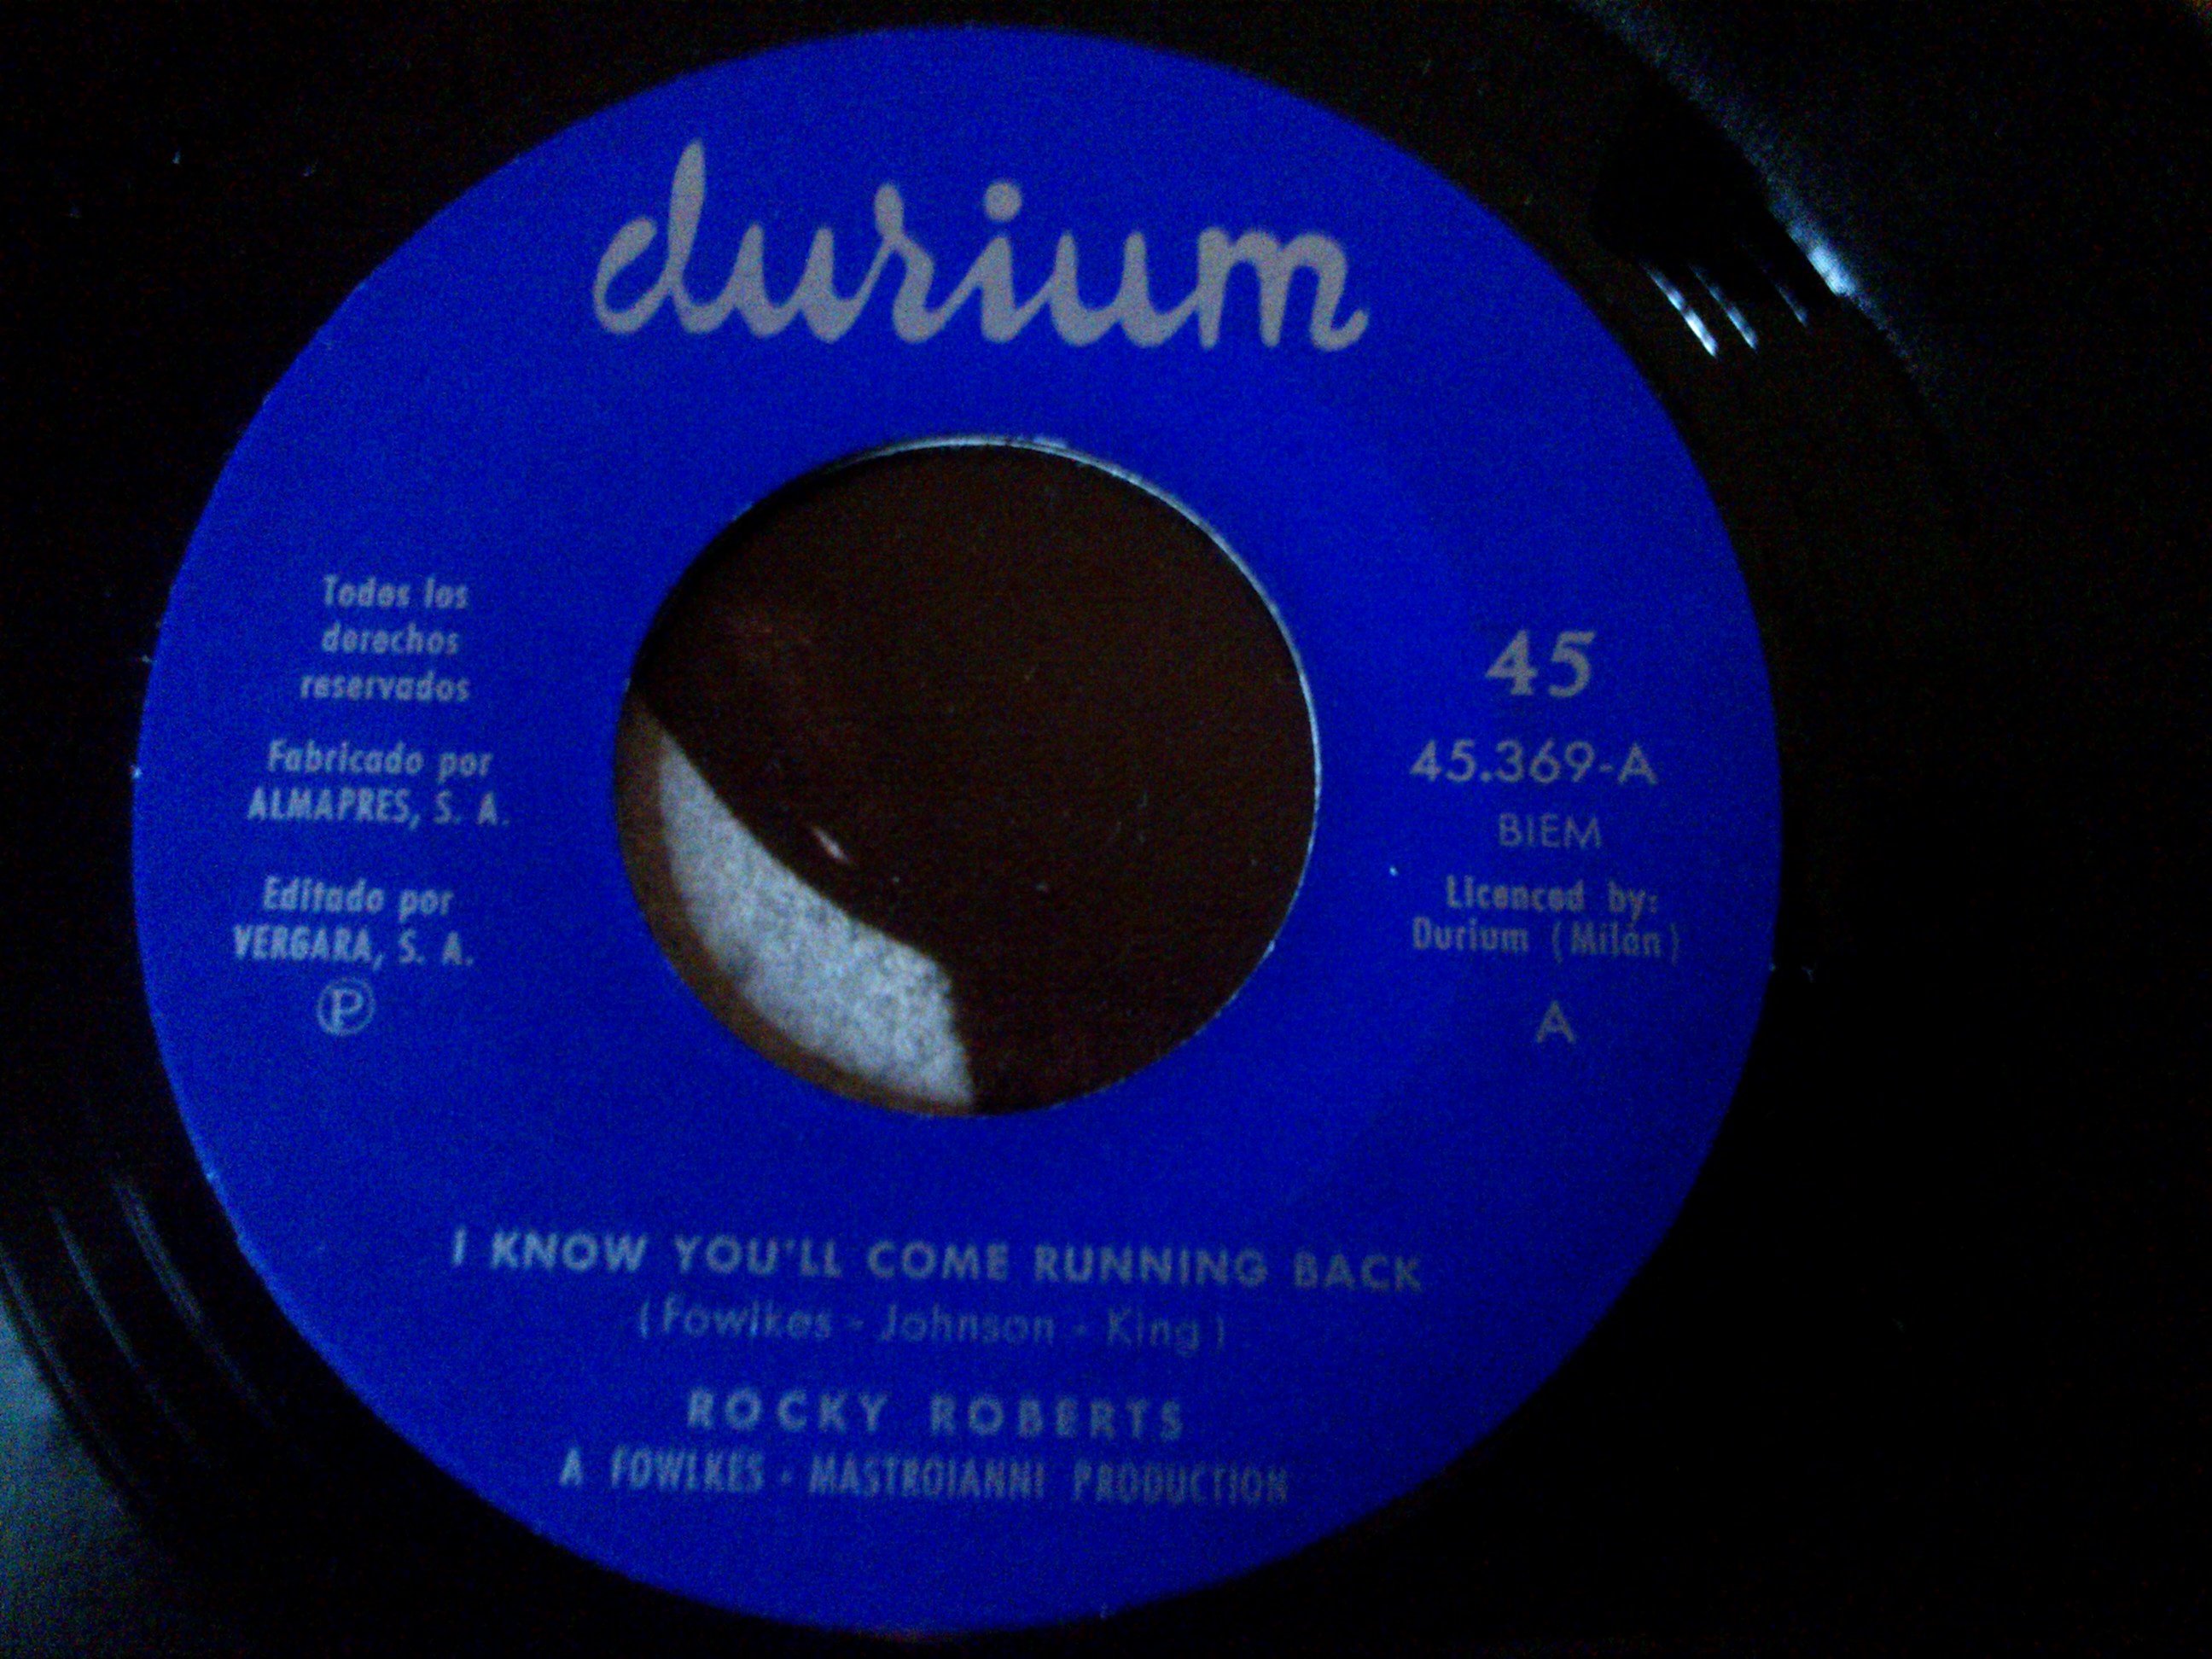 durium
Todos los
derechos
reservados
Fabricado por
ALMAPRES, S. A.
Editado por
VERGARA, S. A.
Ⓟ
45
45.369-A
BIEM
Licenced by:
Durium (Milán)
A
I KNOW YOU'LL COME RUNNING BACK
(Fowlkes - Johnson - King)
ROCKY ROBERTS
A FOWLKES - MASTROIANNI PRODUCTION